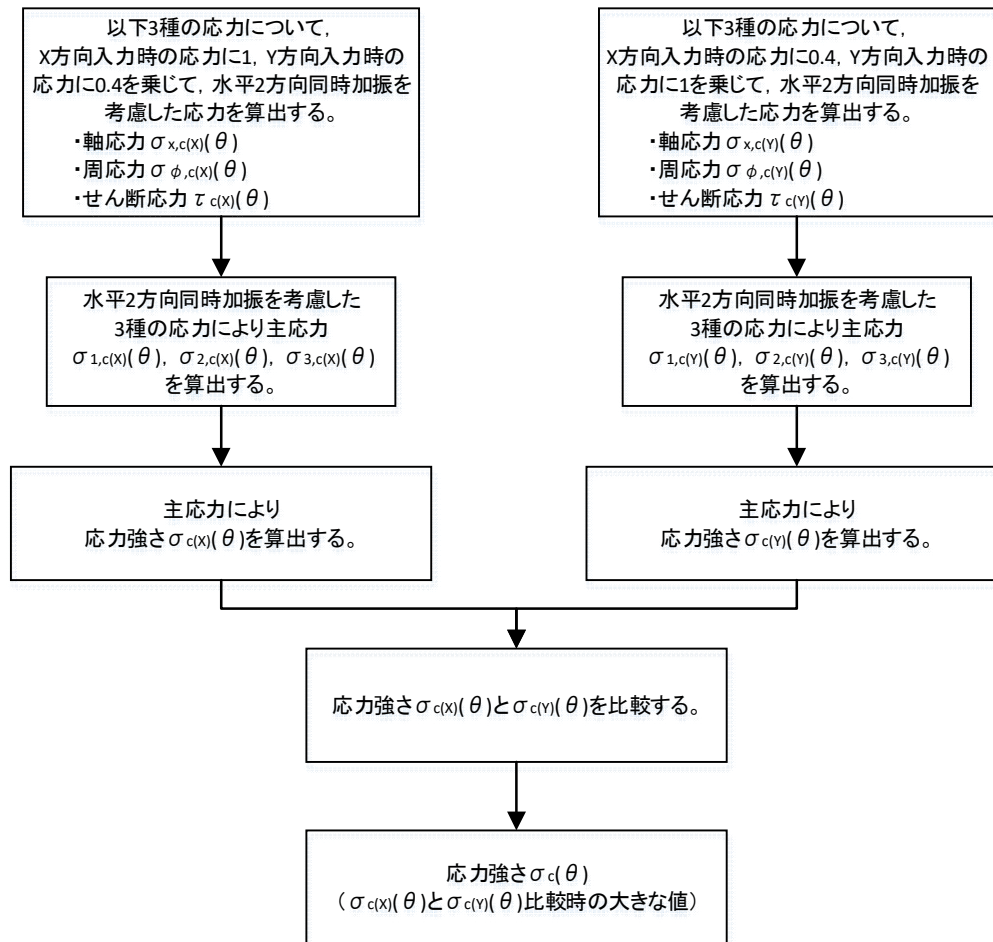 以下3種の応力について,
X方向入力時の応力に1, Y方向入力時の
応力に0.4を乗じて, 水平2方向同時加振を
考慮した応力を算出する。
・軸応力σx,c(X)(θ)
・周応力σφ,c(X)(θ)
・せん断応力τc(X)(θ)
以下3種の応力について,
X方向入力時の応力に0.4, Y方向入力時の
応力に1を乗じて, 水平2方向同時加振を
考慮した応力を算出する。
・軸応力σx,c(Y)(θ)
・周応力σφ,c(Y)(θ)
・せん断応力τc(Y)(θ)
水平2方向同時加振を考慮した
3種の応力により主応力
σ1,c(X)(θ), σ2,c(X)(θ), σ3,c(X)(θ)
を算出する。
水平2方向同時加振を考慮した
3種の応力により主応力
σ1,c(Y)(θ), σ2,c(Y)(θ), σ3,c(Y)(θ)
を算出する。
主応力により
応力強さσc(X)(θ)を算出する。
主応力により
応力強さσc(Y)(θ)を算出する。
応力強さσc(X)(θ)とσc(Y)(θ)を比較する。
応力強さσc(θ)
(σc(X)(θ)とσc(Y)(θ)比較時の大きな値)